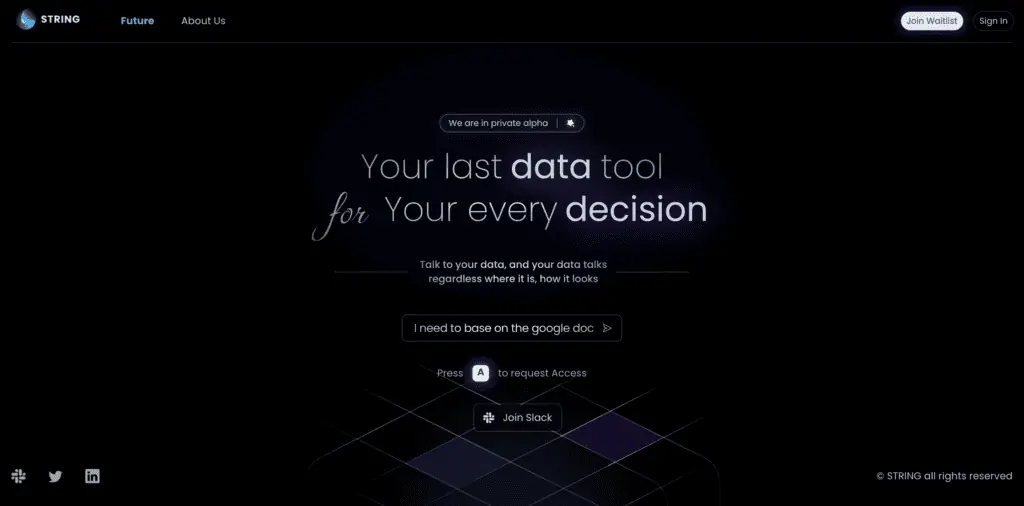 STRING
Future
About Us
Join Waitlist
Sign In
We are in private alpha
Your last data tool
for Your every decision
Talk to your data, and your data talks
regardless where it is, how it looks
I need to base on the google doc
Press A to request Access
Join Slack
© STRING all rights reserved